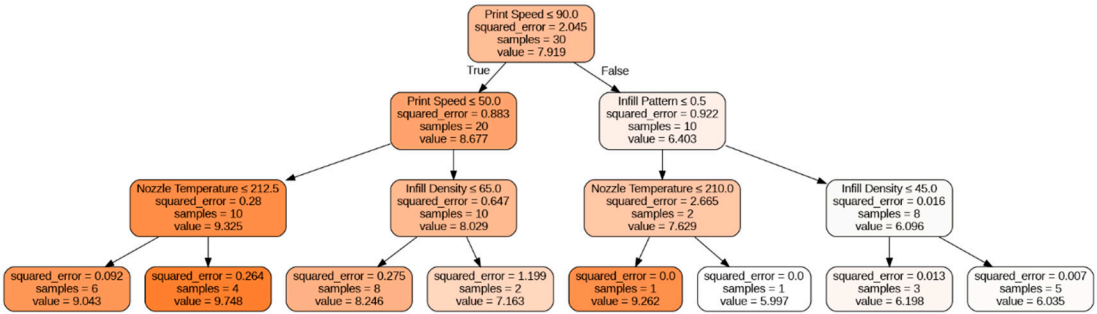 Print Speed ≤ 90.0
squared_error = 2.045
samples = 30
value = 7.919
True
False
Print Speed ≤ 50.0
squared_error = 0.883
samples = 20
value = 8.677
Infill Pattern ≤ 0.5
squared_error = 0.922
samples = 10
value = 6.403
Nozzle Temperature ≤ 212.5
squared_error = 0.28
samples = 10
value = 9.325
Infill Density ≤ 65.0
squared_error = 0.647
samples = 10
value = 8.029
Nozzle Temperature ≤ 210.0
squared_error = 2.665
samples = 2
value = 7.629
Infill Density ≤ 45.0
squared_error = 0.016
samples = 8
value = 6.096
squared_error = 0.092
samples = 6
value = 9.043
squared_error = 0.264
samples = 4
value = 9.748
squared_error = 0.275
samples = 8
value = 8.246
squared_error = 1.199
samples = 2
value = 7.163
squared_error = 0.0
samples = 1
value = 9.262
squared_error = 0.0
samples = 1
value = 5.997
squared_error = 0.013
samples = 3
value = 6.198
squared_error = 0.007
samples = 5
value = 6.035